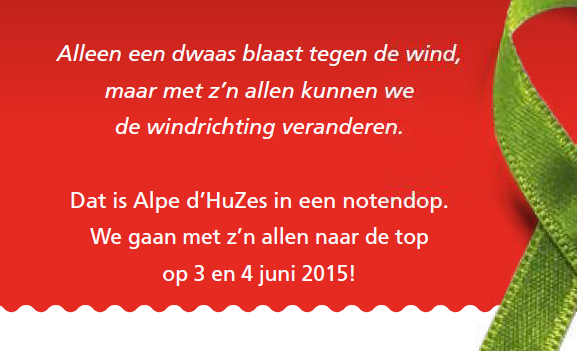 Alleen een dwaas blaast tegen de wind,
maar met z'n allen kunnen we
de windrichting veranderen.
Dat is Alpe d'HuZes in een notendop.
We gaan met z'n allen naar de top
op 3 en 4 juni 2015!